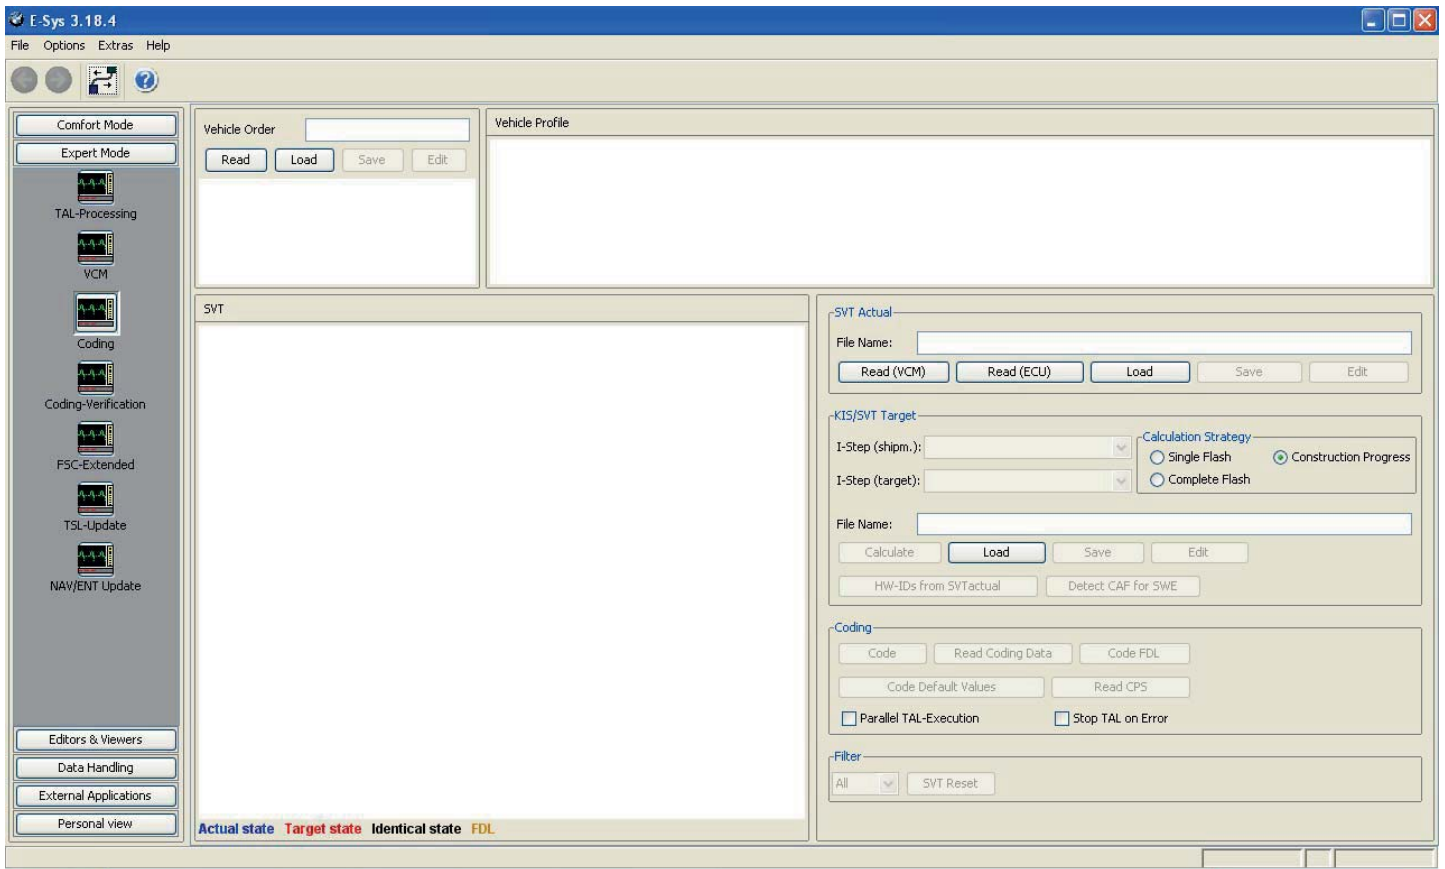 E-Sys 3.18.4
File Options Extras Help
Comfort Mode
Expert Mode
TAL-Processing
VCM
Coding
Coding-Verification
FSC-Extended
TSL-Update
NAV/ENT Update
Editors & Viewers
Data Handling
External Applications
Personal view
Vehicle Order
Read Load Save Edit
Vehicle Profile
SVT
Actual state Target state Identical state FDL
SVT Actual
File Name:
Read (VCM) Read (ECU) Load Save Edit
KIS/SVT Target
I-Step (shipm.):
I-Step (target):
Calculation Strategy
Single Flash Construction Progress
Complete Flash
File Name:
Calculate Load Save Edit
HW-IDs from SVTactual Detect CAF for SWE
Coding
Code Read Coding Data Code FDL
Code Default Values Read CPS
Parallel TAL-Execution Stop TAL on Error
Filter
All SVT Reset